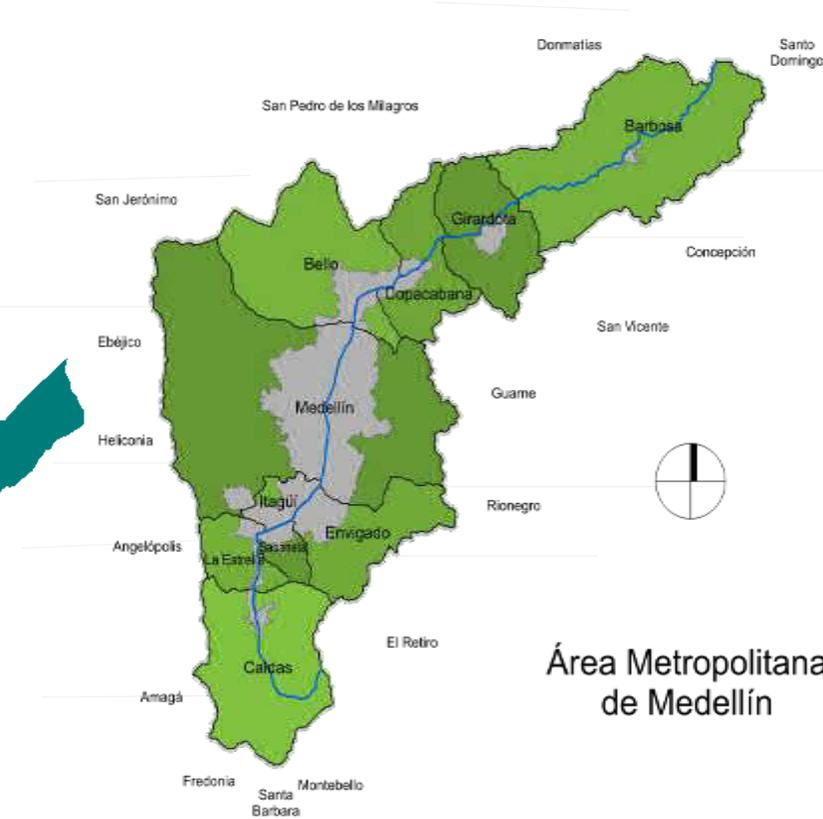 Donmatías
Santo
Domingo
San Pedro de los Milagros
Barbosa
San Jerónimo
Girardota
Bello
Concepción
Copacabana
San Vicente
Ebéjico
Guarne
Medellín
Heliconia
Itagüí
Rionegro
Envigado
Angelópolis
Sabaneta
La Estrella
El Retiro
Caldas
Área Metropolitana
de Medellín
Amagá
Fredonia
Montebello
Santa
Barbara